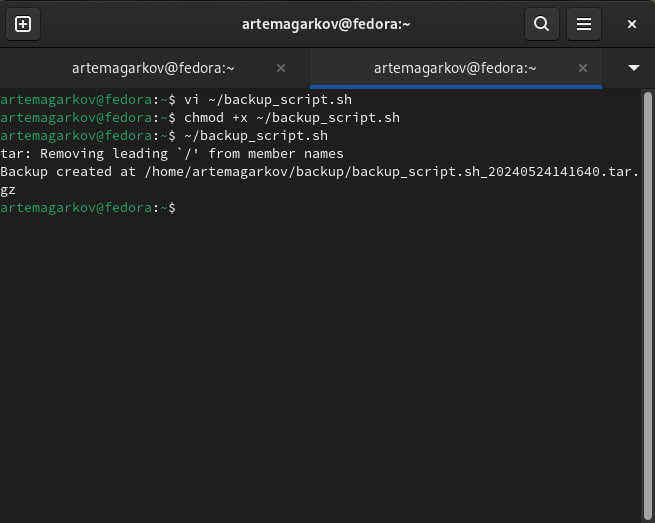 artemagarkov@fedora:~
artemagarkov@fedora:~
artemagarkov@fedora:~
artemagarkov@fedora:~$ vi ~/backup_script.sh
artemagarkov@fedora:~$ chmod +x ~/backup_script.sh
artemagarkov@fedora:~$ ~/backup_script.sh
tar: Removing leading `/' from member names
Backup created at /home/artemagarkov/backup/backup_script.sh_20240524141640.tar.
gz
artemagarkov@fedora:~$